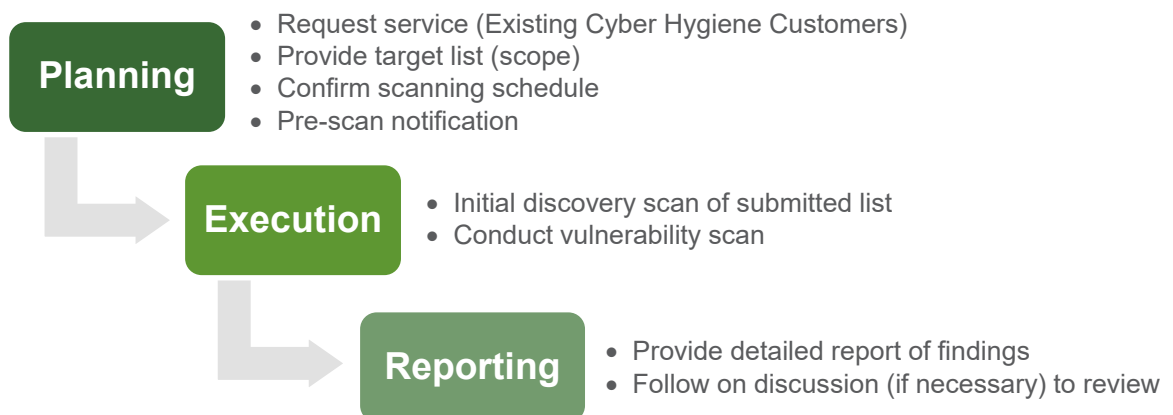 Planning
• Request service (Existing Cyber Hygiene Customers)
• Provide target list (scope)
• Confirm scanning schedule
• Pre-scan notification
Execution
• Initial discovery scan of submitted list
• Conduct vulnerability scan
Reporting
• Provide detailed report of findings
• Follow on discussion (if necessary) to review